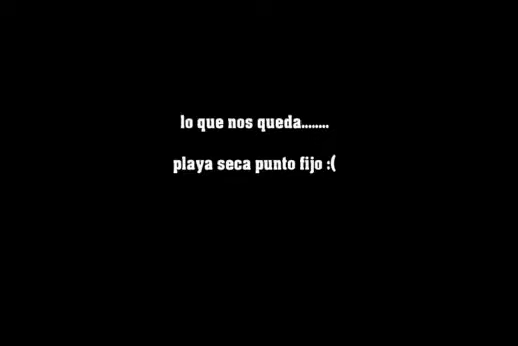 lo que nos queda........
playa seca punto fijo :(